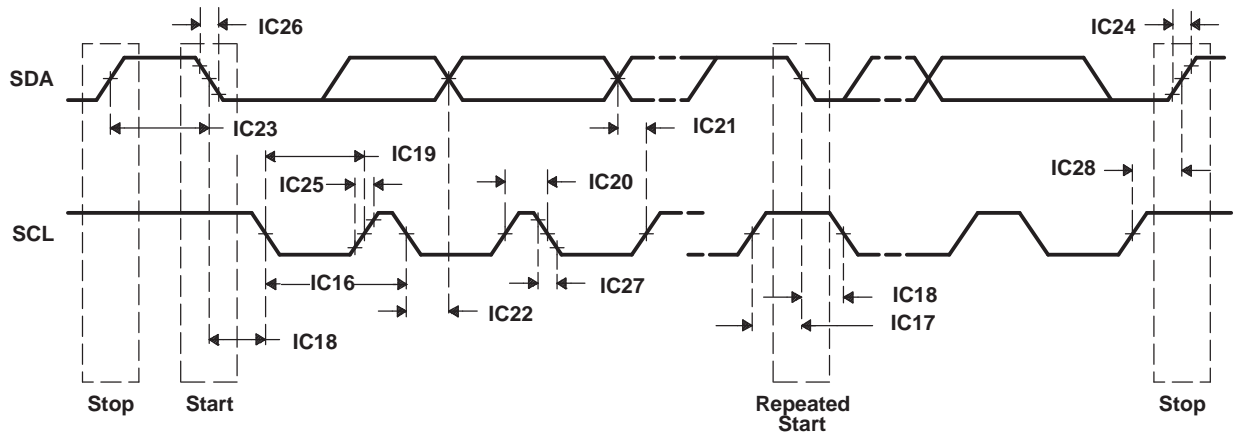 IC26
IC24
SDA
IC23
IC21
IC19
IC25
IC20
IC28
SCL
IC16
IC27
IC18
IC22
IC17
IC18
Stop
Start
Repeated
Start
Stop